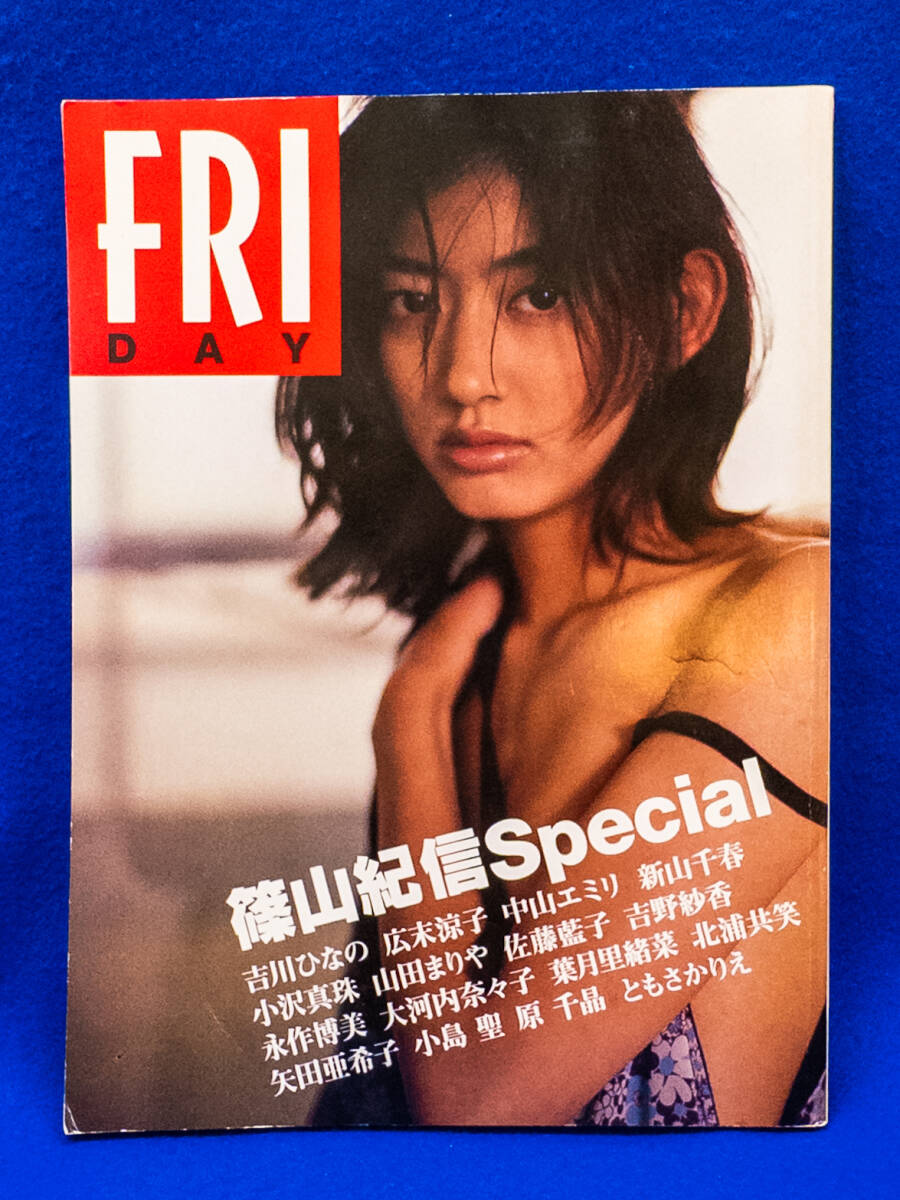 FRI
DAY
篠山紀信Special
吉川ひなの 広末涼子 中山エミリ 新山千春
小沢真珠 山田まりや 佐藤藍子 吉野紗香
永作博美 大河内奈々子 葉月里緒菜 北浦共笑
矢田亜希子 小島 聖 原 千晶 ともさかりえ